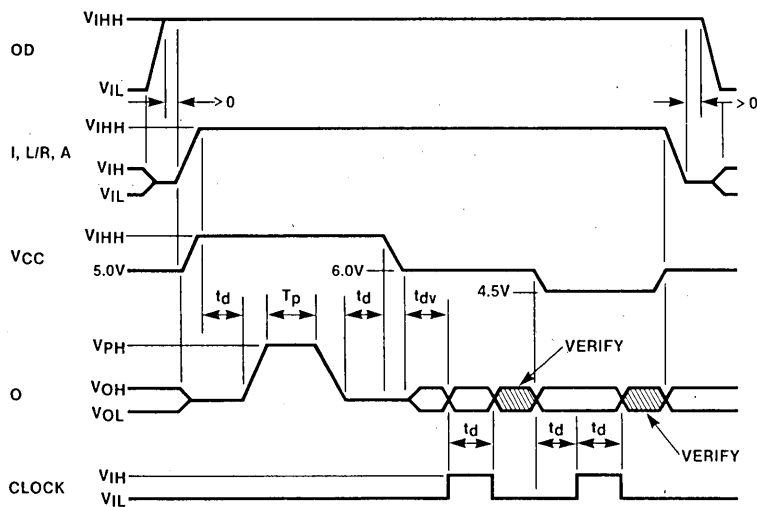 VIHH
OD
VIL
>0
>0
VIHH
I, L/R, A
VIH
VIL
VIHH
VCC
5.0V
6.0V
4.5V
td
Tp
td
tdv
VPH
VERIFY
O
VOH
VOL
td
td
td
VERIFY
VIH
CLOCK
VIL